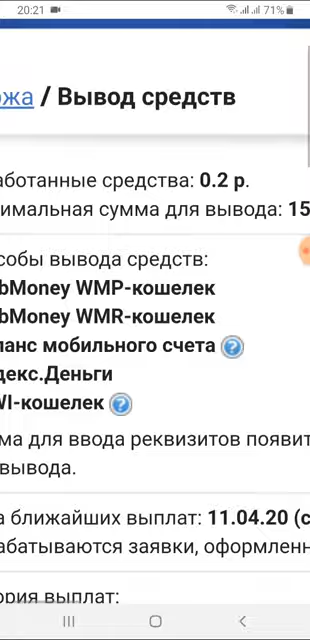 20:21 71%
жа / Вывод средств
аботанные средства: 0.2 р.
имальная сумма для вывода: 15
собы вывода средств:
bMoney WMP-кошелек
bMoney WMR-кошелек
ланс мобильного счета ?
декс.Деньги
WI-кошелек ?
ма для ввода реквизитов появит
вывода.
а ближайших выплат: 11.04.20 (с
абатываются заявки, оформленн
ория выплат: